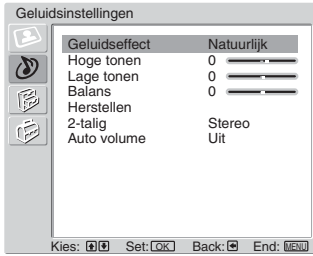 Geluidsinstellingen
Geluidseffect Natuurlijk
Hoge tonen 0
Lage tonen 0
Balans 0
Herstellen
2-talig Stereo
Auto volume Uit
Kies: Set: OK Back: End: MENU